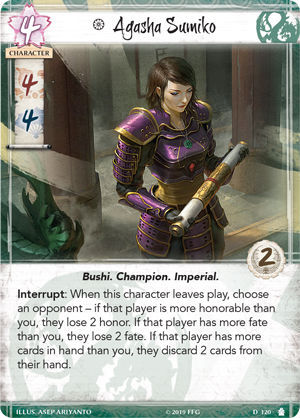 4
Agasha Sumiko
CHARACTER
4
4
2
Bushi. Champion. Imperial.
Interrupt: When this character leaves play, choose
an opponent – if that player is more honorable than
you, they lose 2 honor. If that player has more fate
than you, they lose 2 fate. If that player has more
cards in hand than you, they discard 2 cards from
their hand.
ILLUS. ASEP ARIYANTO
© 2019 FFG
D 120